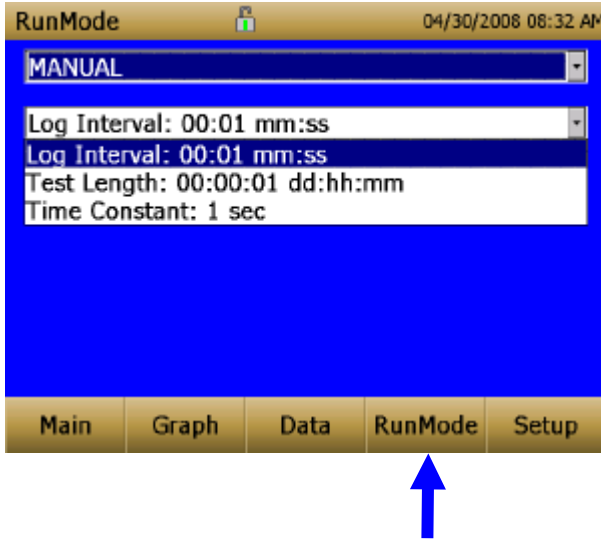 RunMode 04/30/2008 08:32 AM
MANUAL
Log Interval: 00:01 mm:ss
Log Interval: 00:01 mm:ss
Test Length: 00:00:01 dd:hh:mm
Time Constant: 1 sec
Main Graph Data RunMode Setup